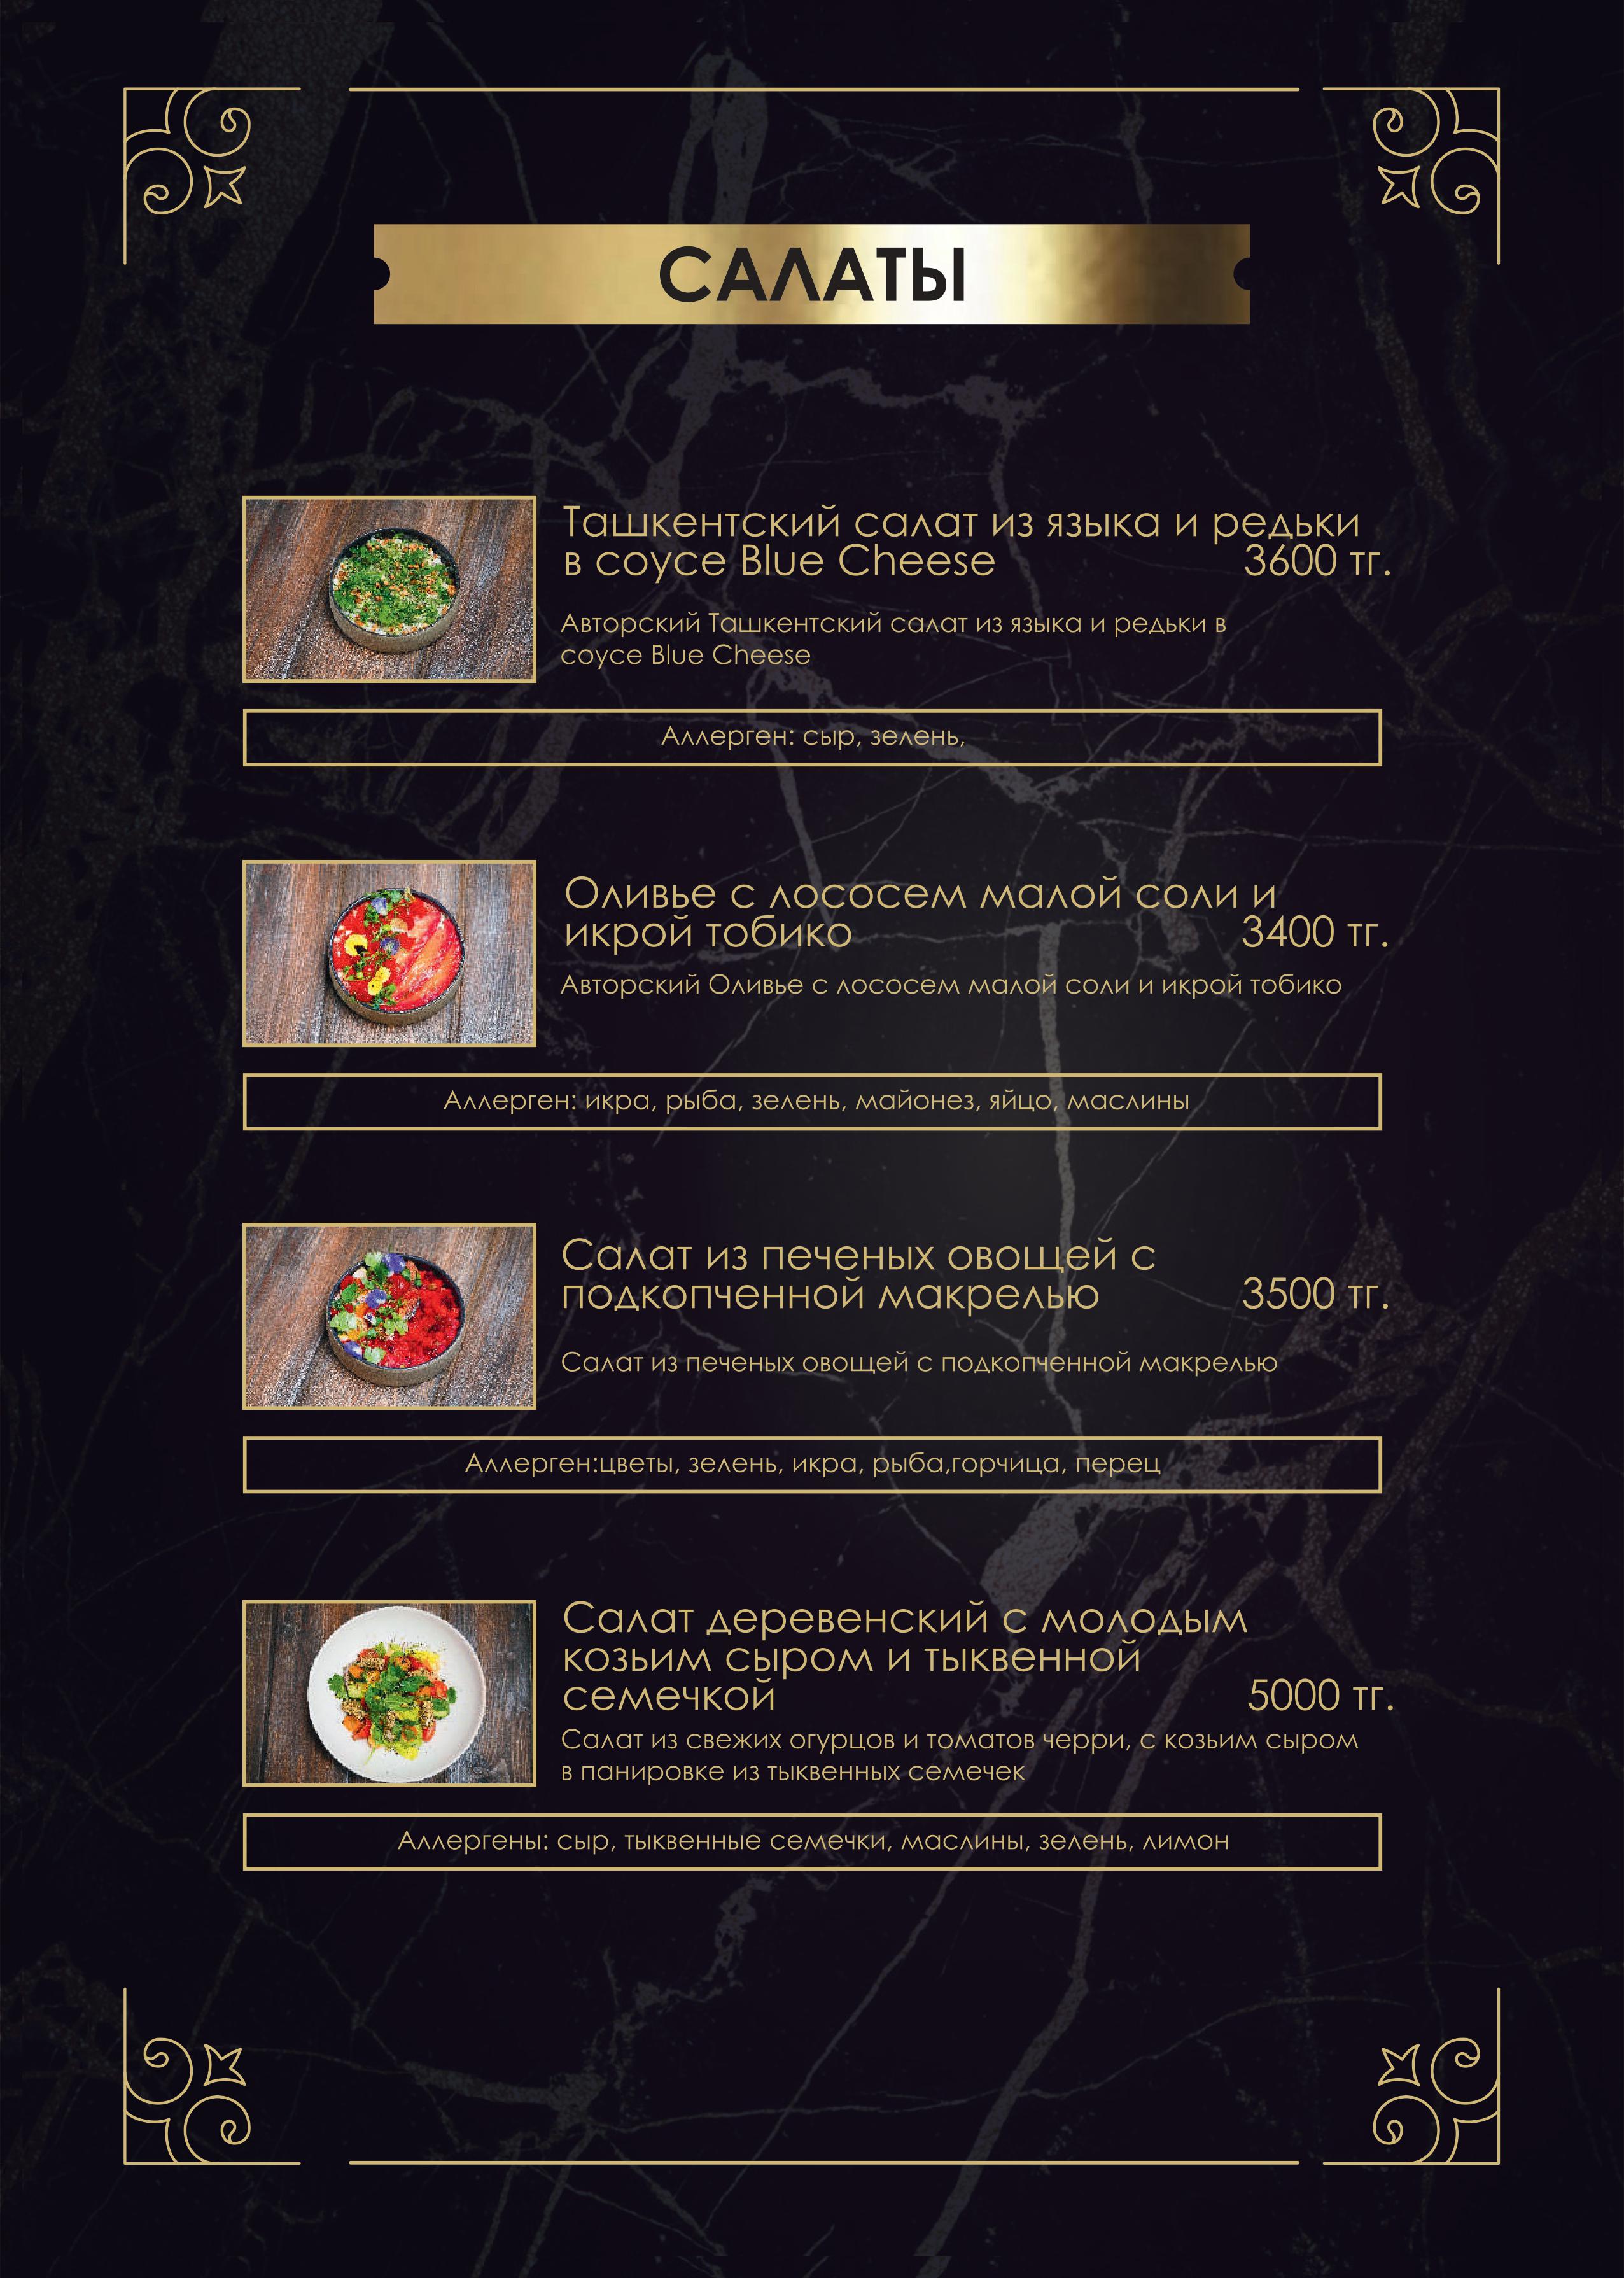 САЛАТЫ
Ташкентский салат из языка и редьки
в соусе Blue Cheese 3600 тг.
Авторский Ташкентский салат из языка и редьки в
соусе Blue Cheese
Аллерген: сыр, зелень,
Оливье с лососем малой соли и
икрой тобико 3400 тг.
Авторский Оливье с лососем малой соли и икрой тобико
Аллерген: икра, рыба, зелень, майонез, яйцо, маслины
Салат из печеных овощей с
подкопченной макрелью 3500 тг.
Салат из печеных овощей с подкопченной макрелью
Аллерген:цветы, зелень, икра, рыба,горчица, перец
Салат деревенский с молодым
козьим сыром и тыквенной
семечкой 5000 тг.
Салат из свежих огурцов и томатов черри, с козьим сыром
в панировке из тыквенных семечек
Аллергены: сыр, тыквенные семечки, маслины, зелень, лимон